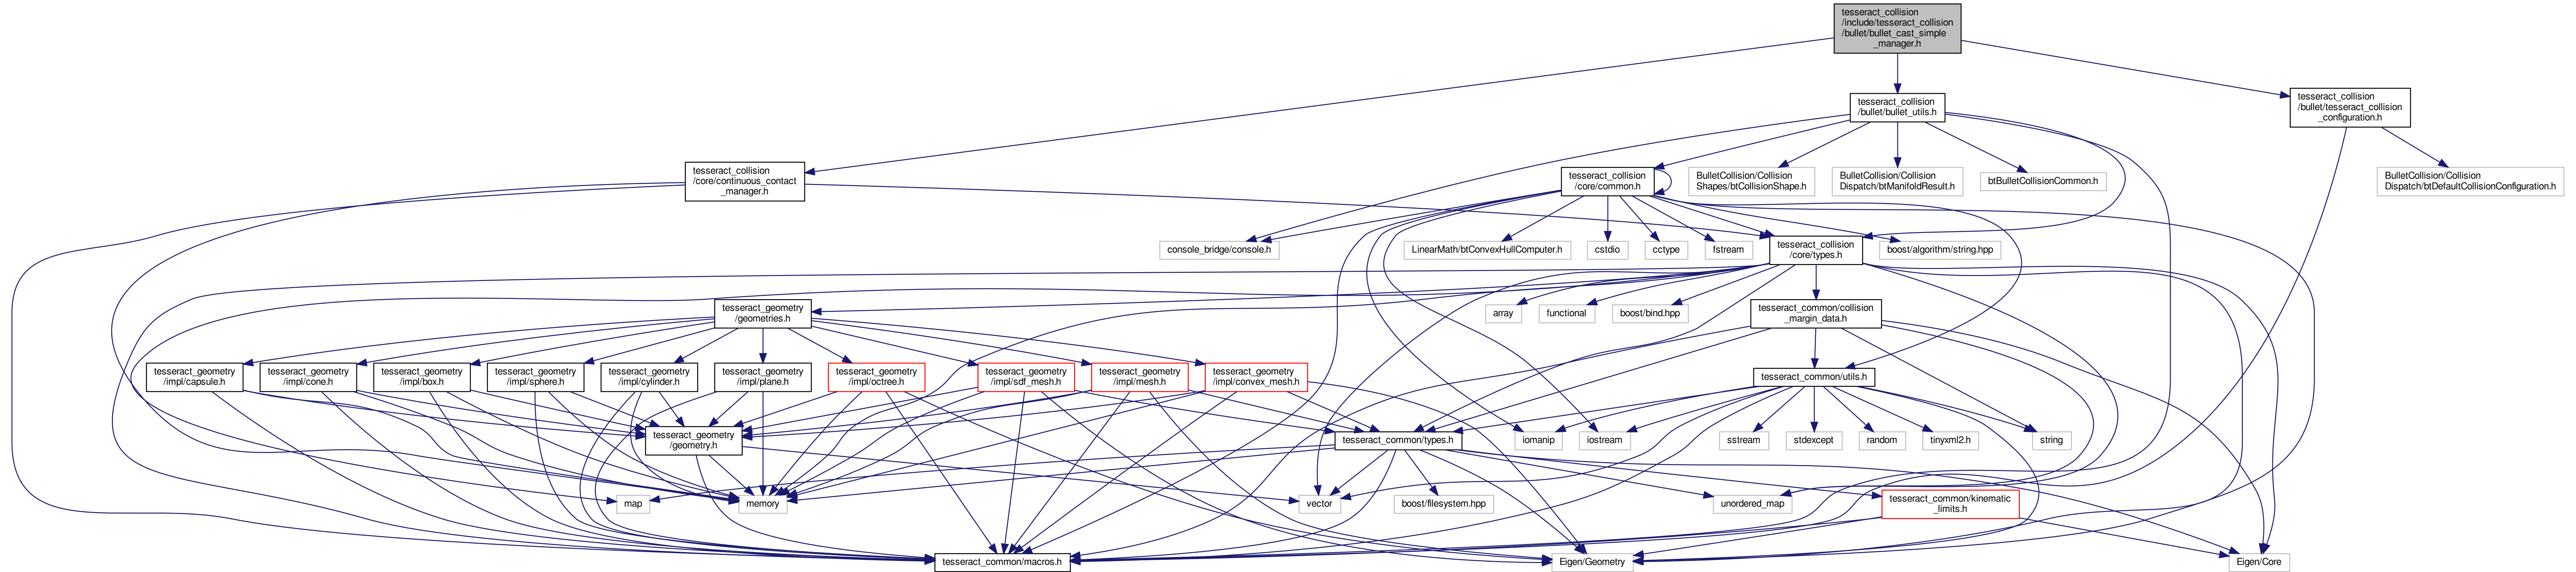 tesseract_collision
/include/tesseract_collision
/bullet/bullet_cast_simple
_manager.h
tesseract_collision
/bullet/bullet_utils.h
tesseract_collision
/bullet/tesseract_collision
_configuration.h
tesseract_collision
/core/continuous_contact
_manager.h
tesseract_collision
/core/common.h
BulletCollision/Collision
Shapes/btCollisionShape.h
BulletCollision/Collision
Dispatch/btManifoldResult.h
btBulletCollisionCommon.h
BulletCollision/Collision
Dispatch/btDefaultCollisionConfiguration.h
console_bridge/console.h
LinearMath/btConvexHullComputer.h
cstdio
cctype
fstream
tesseract_collision
/core/types.h
boost/algorithm/string.hpp
tesseract_geometry
/geometries.h
array
functional
boost/bind.hpp
tesseract_common/collision
_margin_data.h
tesseract_geometry
/impl/capsule.h
tesseract_geometry
/impl/cone.h
tesseract_geometry
/impl/box.h
tesseract_geometry
/impl/sphere.h
tesseract_geometry
/impl/cylinder.h
tesseract_geometry
/impl/plane.h
tesseract_geometry
/impl/octree.h
tesseract_geometry
/impl/sdf_mesh.h
tesseract_geometry
/impl/mesh.h
tesseract_geometry
/impl/convex_mesh.h
tesseract_common/utils.h
tesseract_geometry
/geometry.h
tesseract_common/types.h
iomanip
iostream
sstream
stdexcept
random
tinyxml2.h
string
map
memory
vector
boost/filesystem.hpp
unordered_map
tesseract_common/kinematic
_limits.h
tesseract_common/macros.h
Eigen/Geometry
Eigen/Core